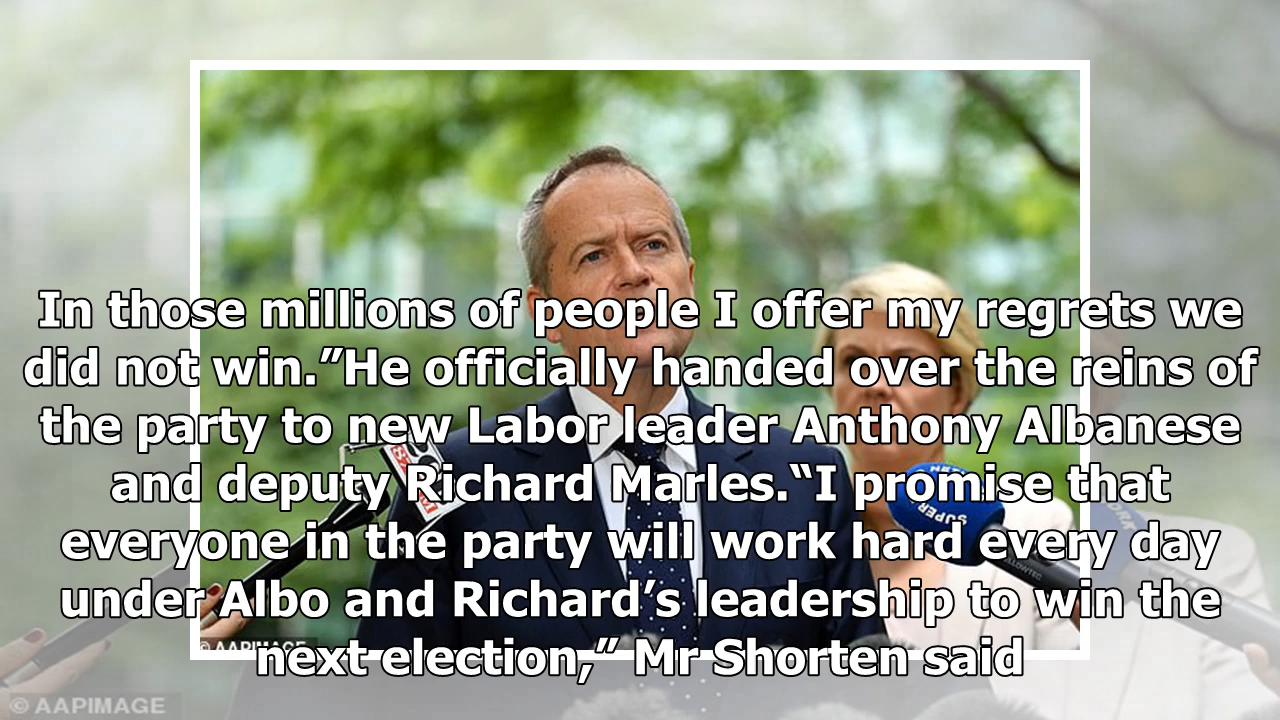 In those millions of people I offer my regrets we
did not win.”He officially handed over the reins of
the party to new Labor leader Anthony Albanese
and deputy Richard Marles.“I promise that
everyone in the party will work hard every day
under Albo and Richard’s leadership to win the
next election,” Mr Shorten said
© AAPIMAGE
© AAPIMAGE
SUPER